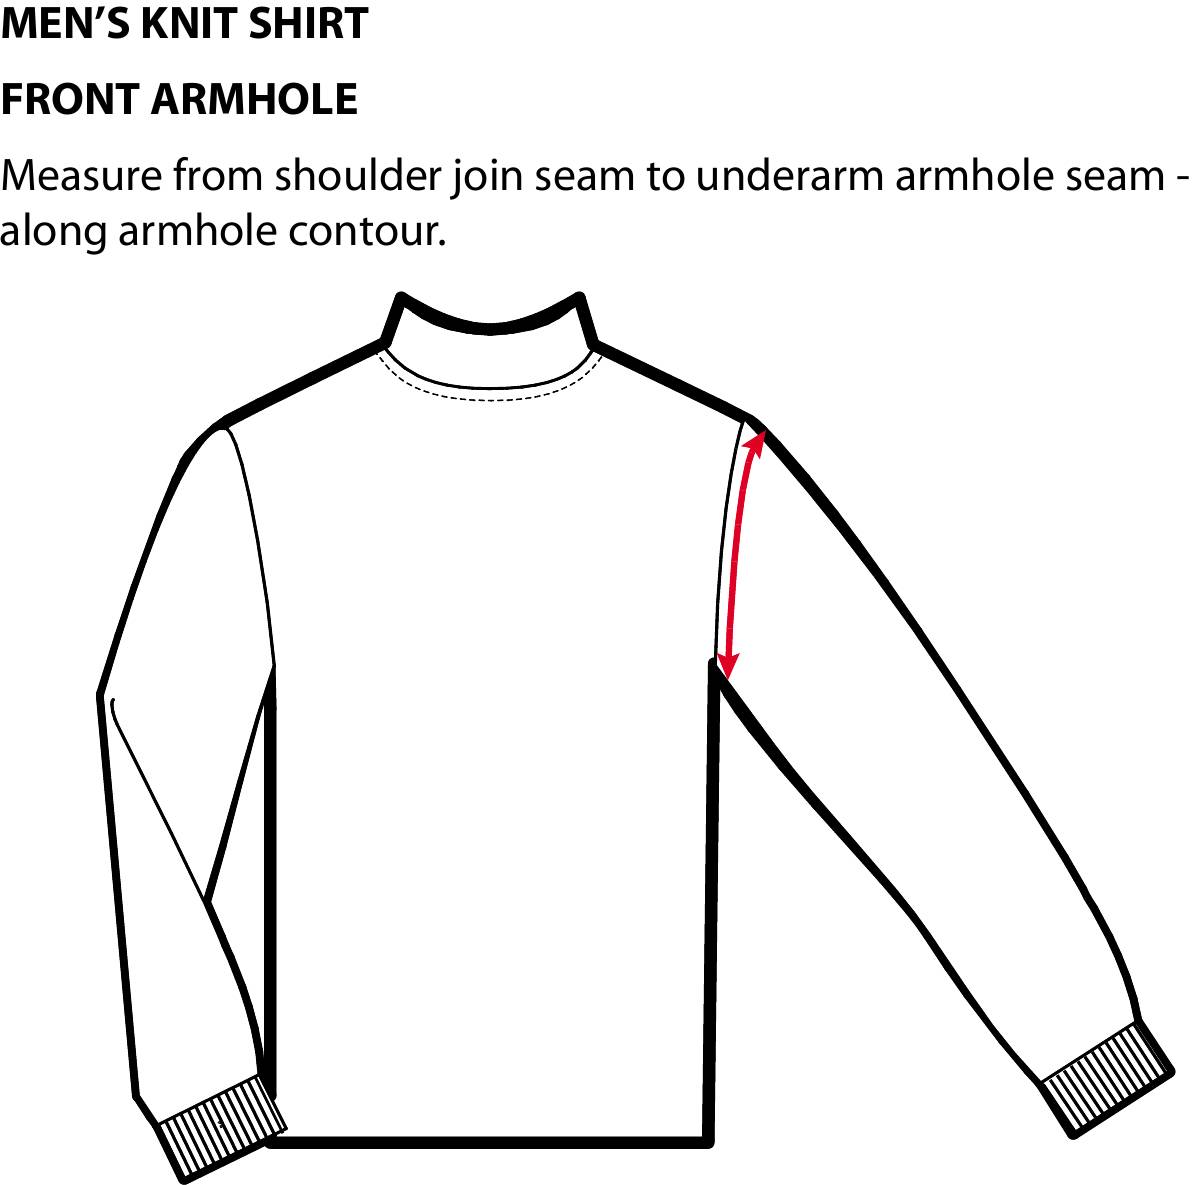 MEN’S KNIT SHIRT
FRONT ARMHOLE
Measure from shoulder join seam to underarm armhole seam -
along armhole contour.